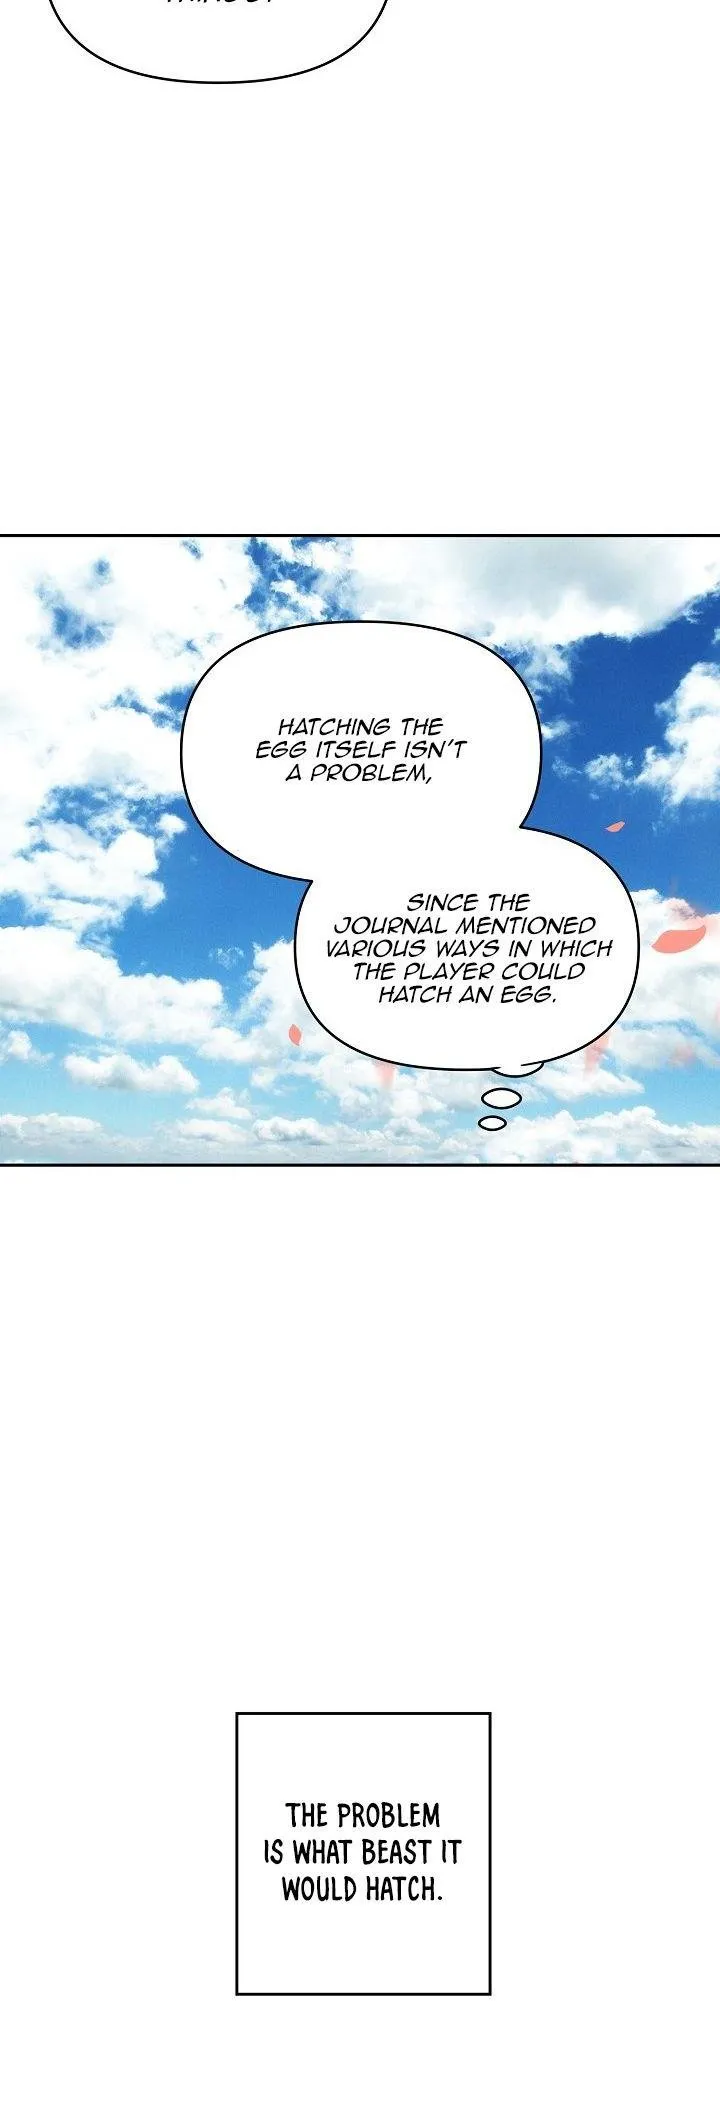 HATCHING THE
EGG ITSELF ISN'T
A PROBLEM,
SINCE THE
JOURNAL MENTIONED
VARIOUS WAYS IN WHICH
THE PLAYER COULD
HATCH AN EGG.
THE PROBLEM
IS WHAT BEAST IT
WOULD HATCH.